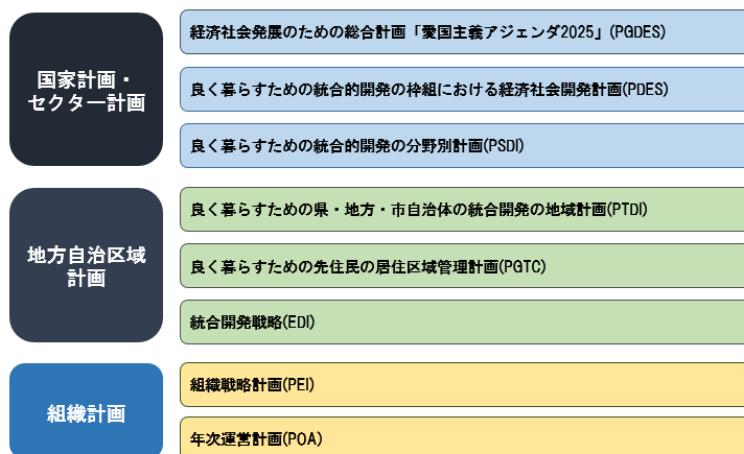 国家計画・
セクター計画
経済社会発展のための総合計画「愛国主義アジェンダ2025」(PGDES)
良く暮らすための統合的開発の枠組における経済社会開発計画(PDES)
良く暮らすための統合的開発の分野別計画(PSDI)
地方自治区域
計画
良く暮らすための県・地方・市自治体の統合開発の地域計画(PTDI)
良く暮らすための先住民の居住区域管理計画(PGTC)
統合開発戦略(EDI)
組織計画
組織戦略計画(PEI)
年次運営計画(POA)